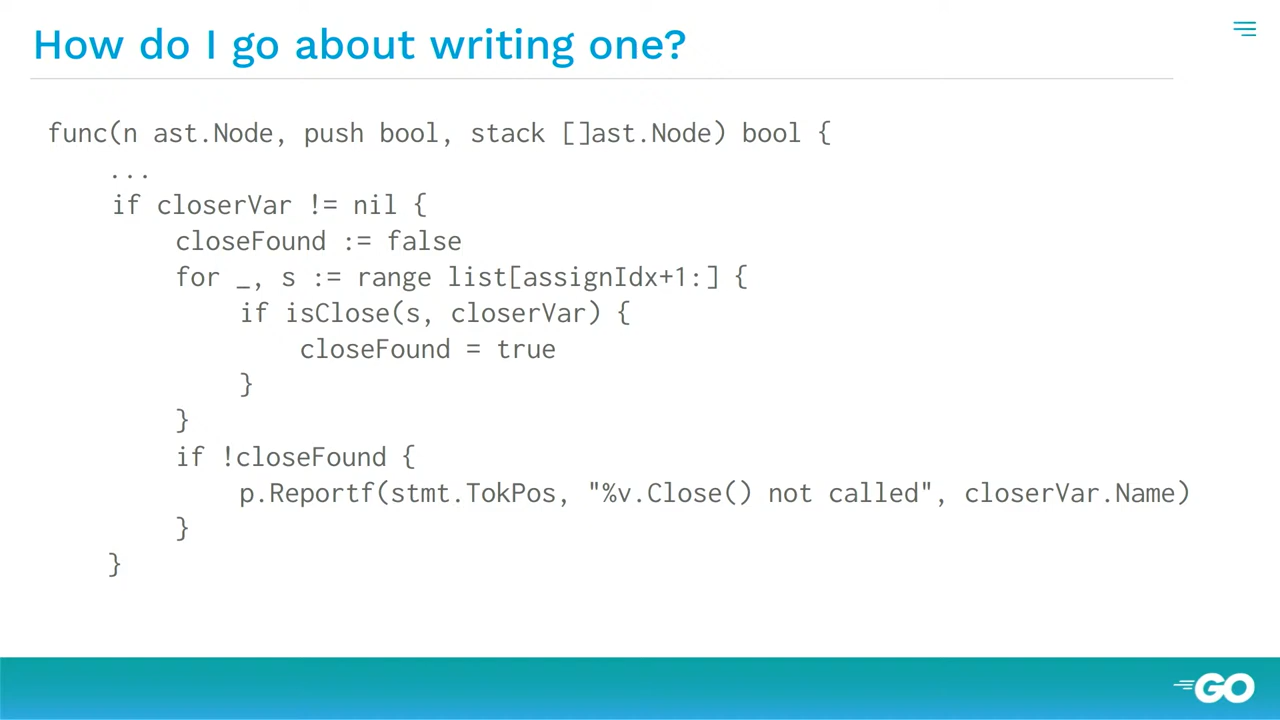 How do I go about writing one?
func(n ast.Node, push bool, stack []ast.Node) bool {
...
if closerVar != nil {
closeFound := false
for _, s := range list[assignIdx+1:] {
if isClose(s, closerVar) {
closeFound = true
}
}
if !closeFound {
p.Reportf(stmt.TokPos, "%v.Close() not called", closerVar.Name)
}
}
GO